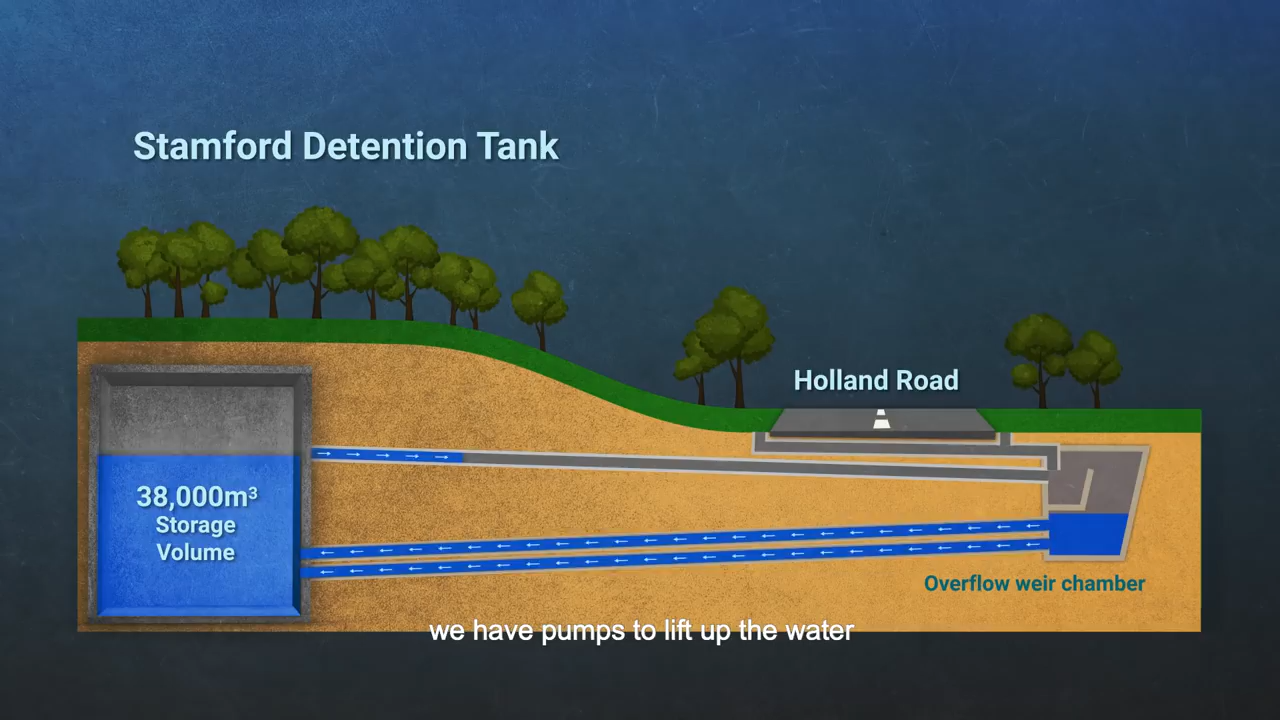 Stamford Detention Tank
Holland Road
38,000m³
Storage
Volume
Overflow weir chamber
we have pumps to lift up the water